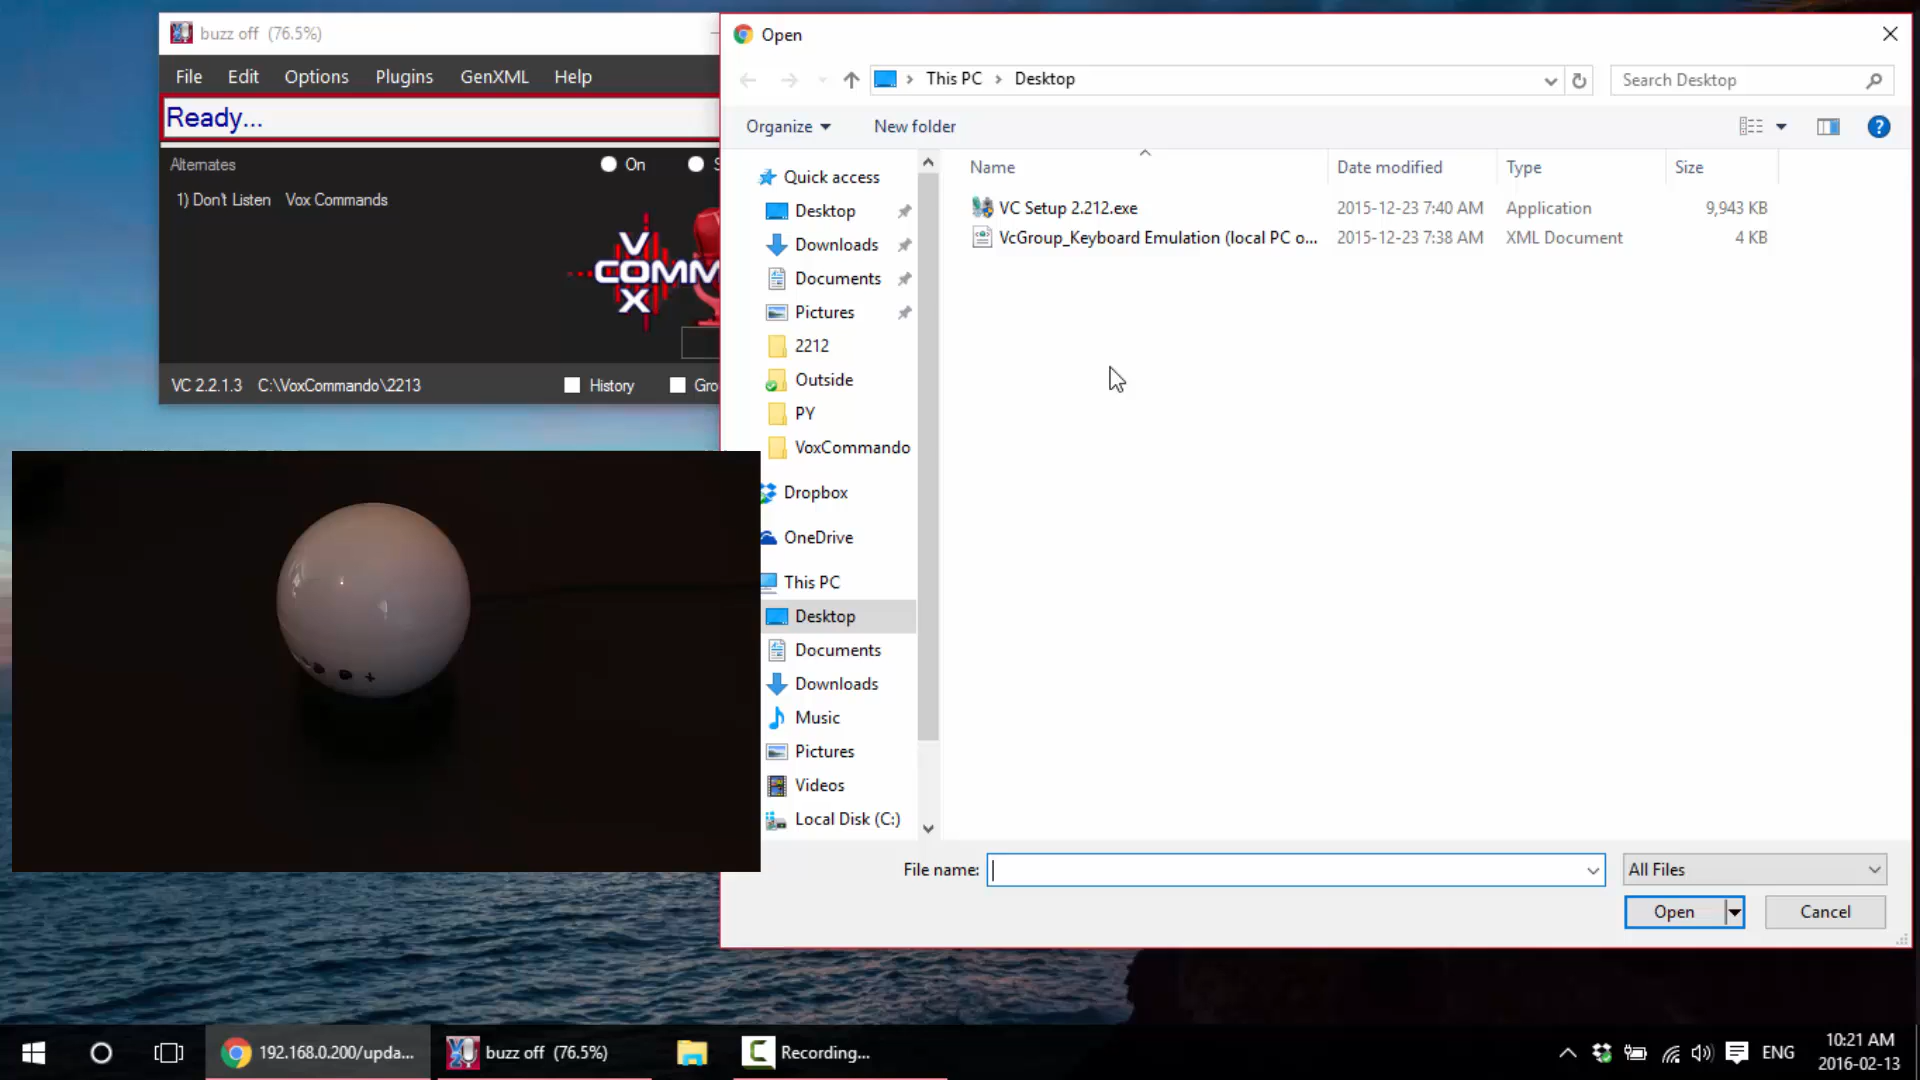 buzz off (76.5%)
File Edit Options Plugins GenXML Help
Ready...
Alternates
On
S
1) Don't Listen Vox Commands
VOX
COMM
VC 2.2.1.3 C:\VoxCommando\2213
History
Gro
Open
This PC > Desktop
Search Desktop
Organize
New folder
Name Date modified Type Size
VC Setup 2.212.exe 2015-12-23 7:40 AM Application 9,943 KB
VcGroup_Keyboard Emulation (local PC o... 2015-12-23 7:38 AM XML Document 4 KB
Quick access
Desktop
Downloads
Documents
Pictures
2212
Outside
PY
VoxCommando
Dropbox
OneDrive
This PC
Desktop
Documents
Downloads
Music
Pictures
Videos
Local Disk (C:)
File name:
All Files
Open
Cancel
192.168.0.200/upda...
buzz off (76.5%)
Recording...
ENG
10:21 AM
2016-02-13